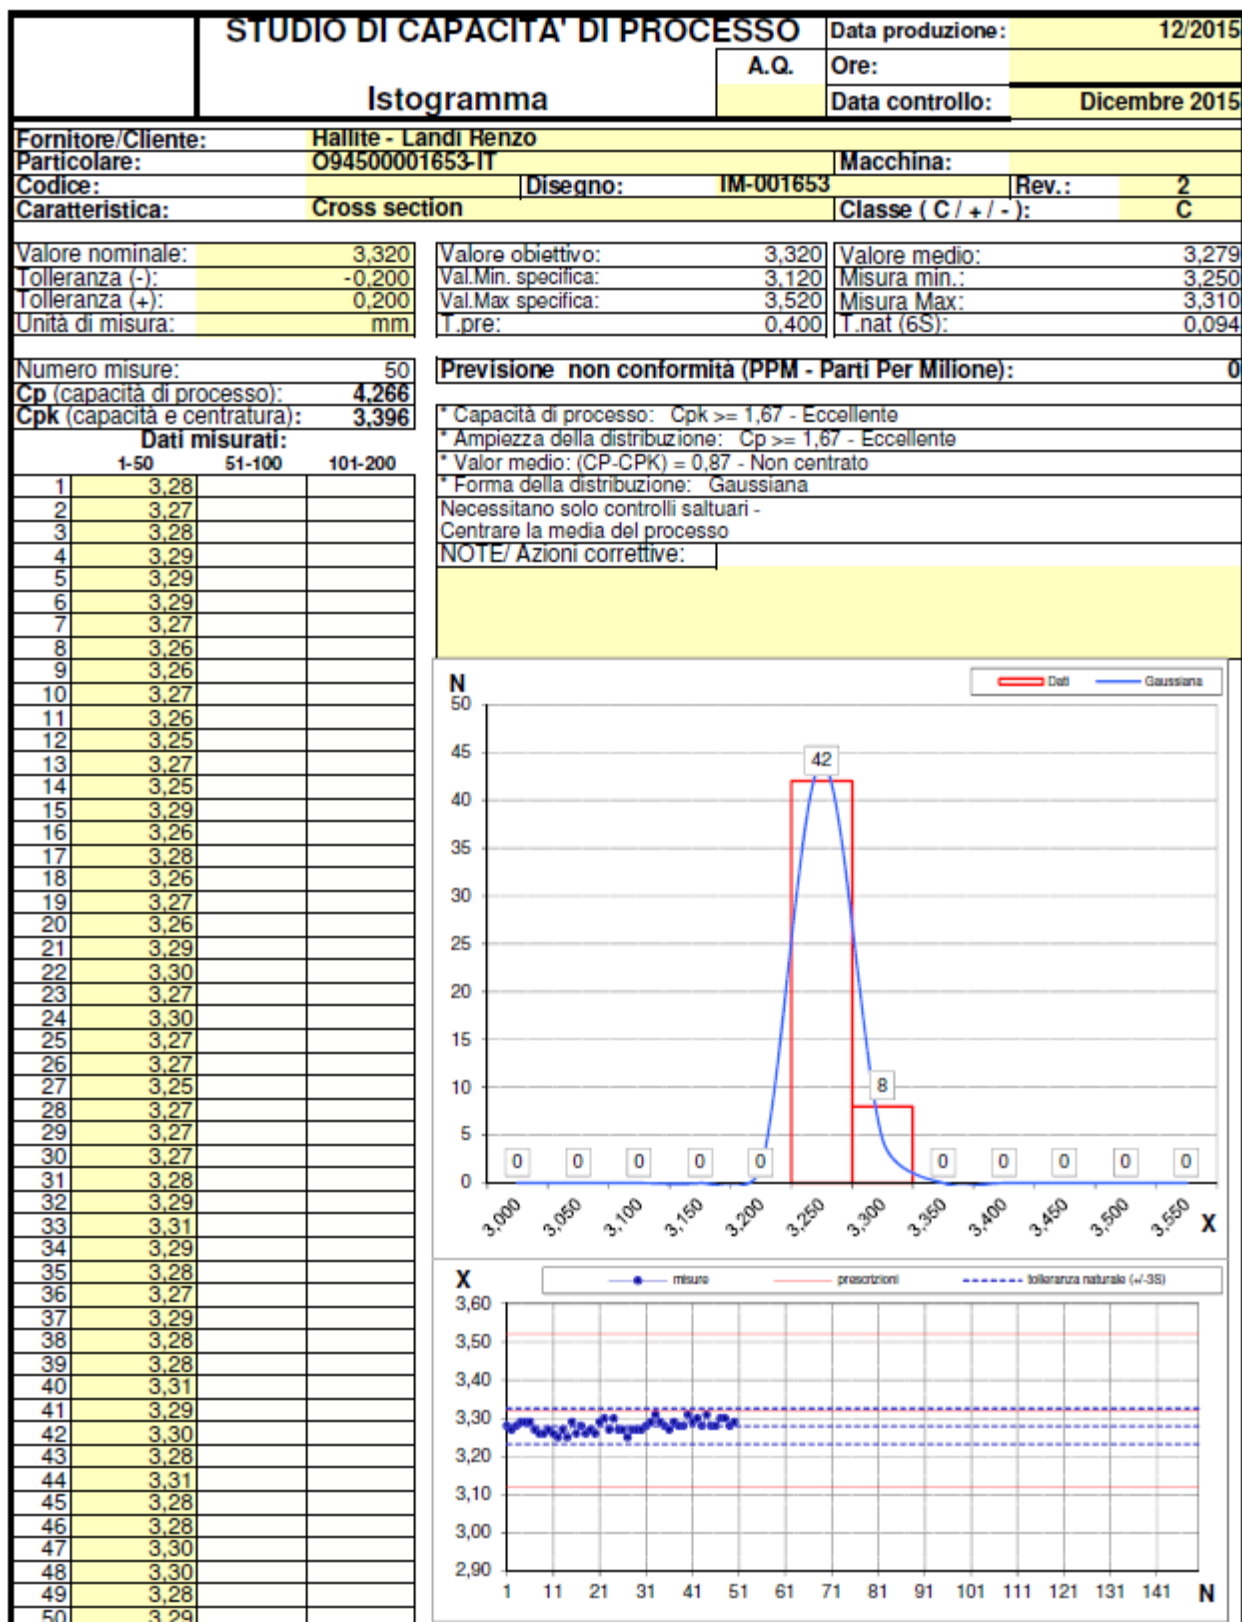 STUDIO DI CAPACITA' DI PROCESSO
Data produzione: 12/2015
A.Q. Ore:
Istogramma
Data controllo: Dicembre 2015
Fornitore/Cliente: Hallite - Landi Renzo
Particolare: O94500001653-IT Macchina:
Codice: Disegno: IM-001653 Rev.: 2
Caratteristica: Cross section Classe ( C / + / - ): C
Valore nominale: 3,320 Valore obiettivo: 3,320 Valore medio: 3,279
Tolleranza (-): -0,200 Val.Min. specifica: 3,120 Misura min.: 3,250
Tolleranza (+): 0,200 Val.Max specifica: 3,520 Misura Max: 3,310
Unità di misura: mm T.pre: 0,400 T.nat (6S): 0,094
Numero misure: 50 Previsione non conformità (PPM - Parti Per Milione): 0
Cp (capacità di processo): 4,266
Cpk (capacità e centratura): 3,396
* Capacità di processo: Cpk >= 1,67 - Eccellente
* Ampiezza della distribuzione: Cp >= 1,67 - Eccellente
* Valor medio: (CP-CPK) = 0,87 - Non centrato
* Forma della distribuzione: Gaussiana
Necessitano solo controlli saltuari -
Centrare la media del processo
NOTE/ Azioni correttive:
Dati misurati:
1-50 51-100 101-200
1 3,28
2 3,27
3 3,28
4 3,29
5 3,29
6 3,29
7 3,27
8 3,26
9 3,26
10 3,27
11 3,26
12 3,25
13 3,27
14 3,25
15 3,29
16 3,26
17 3,28
18 3,26
19 3,27
20 3,26
21 3,29
22 3,30
23 3,27
24 3,30
25 3,27
26 3,27
27 3,25
28 3,27
29 3,27
30 3,27
31 3,28
32 3,29
33 3,31
34 3,29
35 3,28
36 3,27
37 3,29
38 3,28
39 3,28
40 3,31
41 3,29
42 3,30
43 3,28
44 3,31
45 3,28
46 3,28
47 3,30
48 3,30
49 3,28
50 3,29
N
Dati Gaussiana
50
45
40
35
30
25
20
15
10
5
0
42
8
0 0 0 0 0 0 0 0 0 0
3,000 3,050 3,100 3,150 3,200 3,250 3,300 3,350 3,400 3,450 3,500 3,550 X
X
misure prescrizioni tolleranza naturale (+/-3S)
3,60
3,50
3,40
3,30
3,20
3,10
3,00
2,90
1 11 21 31 41 51 61 71 81 91 101 111 121 131 141 N